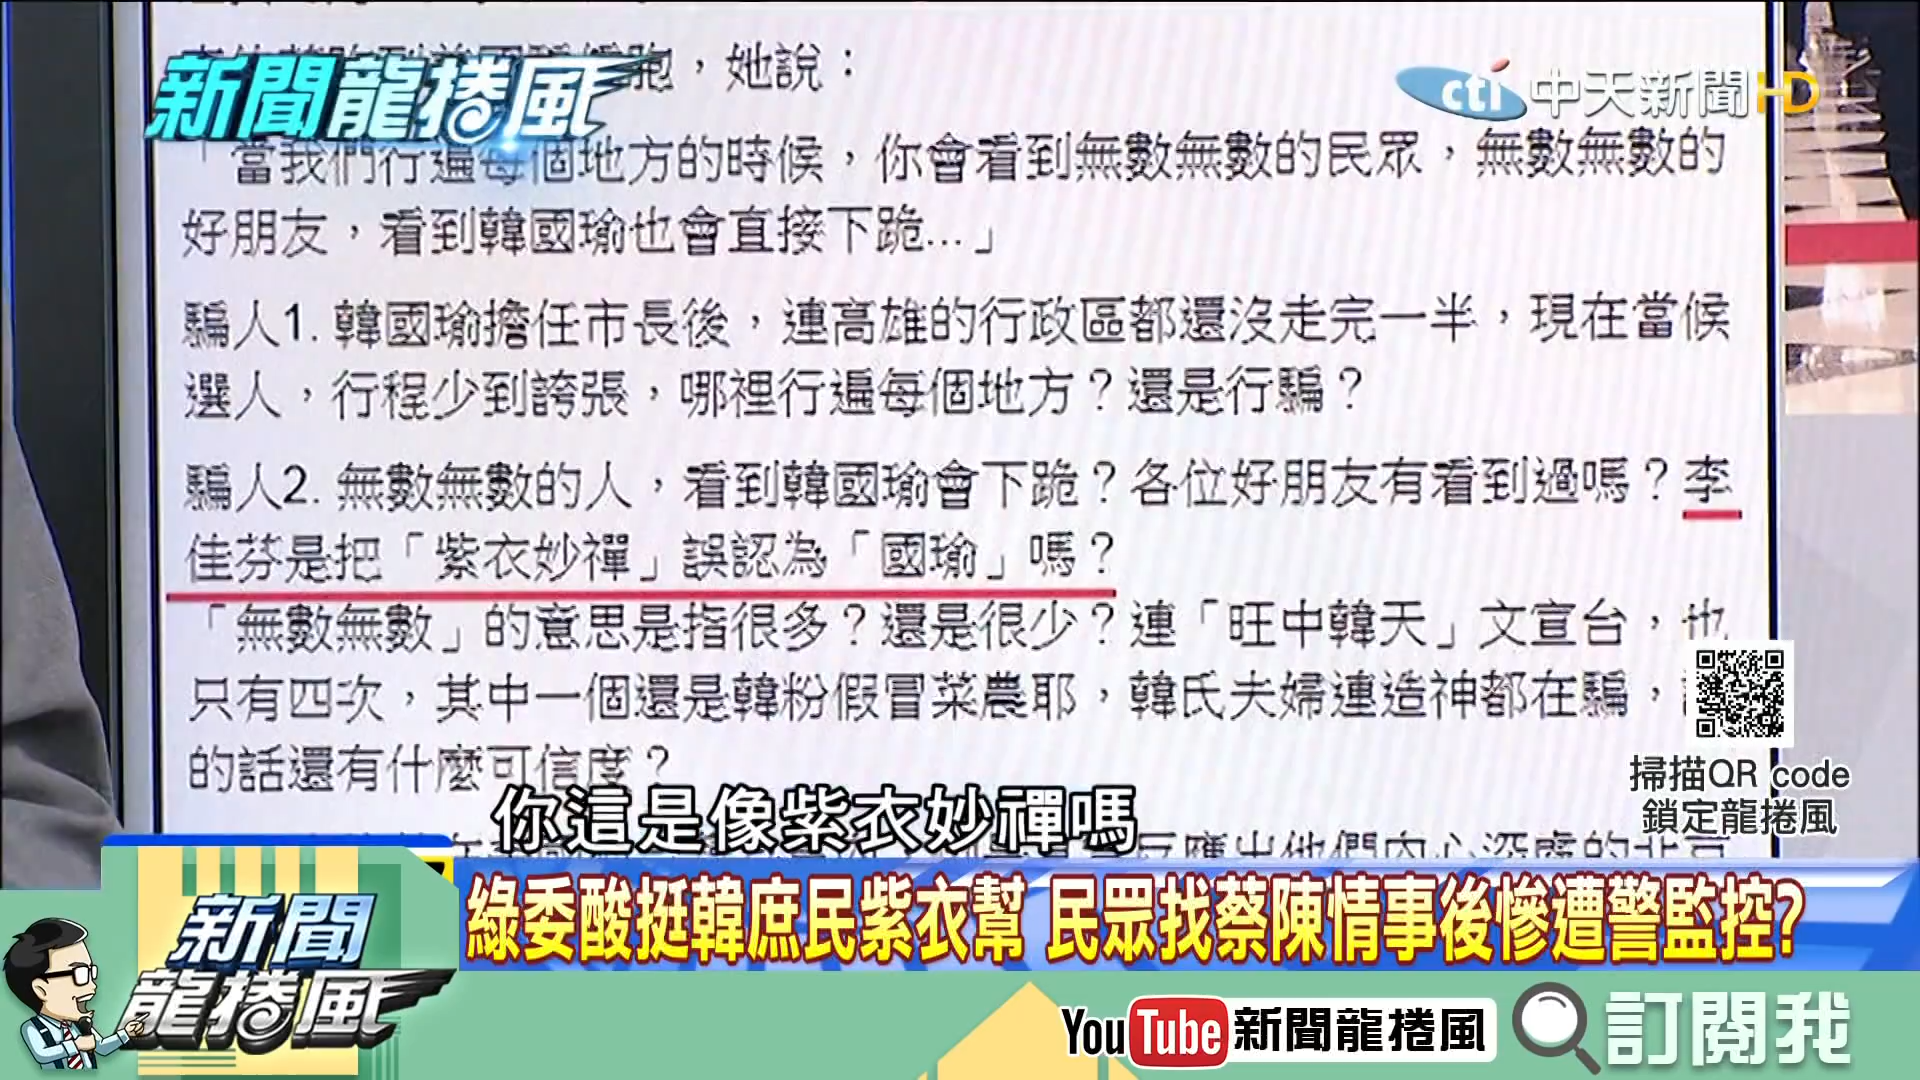 新聞龍捲風
胞，她說：
cti 中天新聞HD
「當我們行遍每個地方的時候，你會看到無數無數的民眾，無數無數的
好朋友，看到韓國瑜也會直接下跪...」
騙人1. 韓國瑜擔任市長後，連高雄的行政區都還沒走完一半，現在當候
選人，行程少到誇張，哪裡行遍每個地方？還是行騙？
騙人2. 無數無數的人，看到韓國瑜會下跪？各位好朋友有看到過嗎？李
佳芬是把「紫衣妙禪」誤認為「國瑜」嗎？
「無數無數」的意思是指很多？還是很少？連「旺中韓天」文宣台，也
只有四次，其中一個還是韓粉假冒菜農耶，韓氏夫婦連造神都在騙，
的話還有什麼可信度？
掃描QR code
鎖定龍捲風
你這是像紫衣妙禪嗎
反應出他們內心深處的
綠委酸挺韓庶民紫衣幫 民眾找蔡陳情事後慘遭警監控?
新聞
龍捲風
YouTube 新聞龍捲風
訂閱我